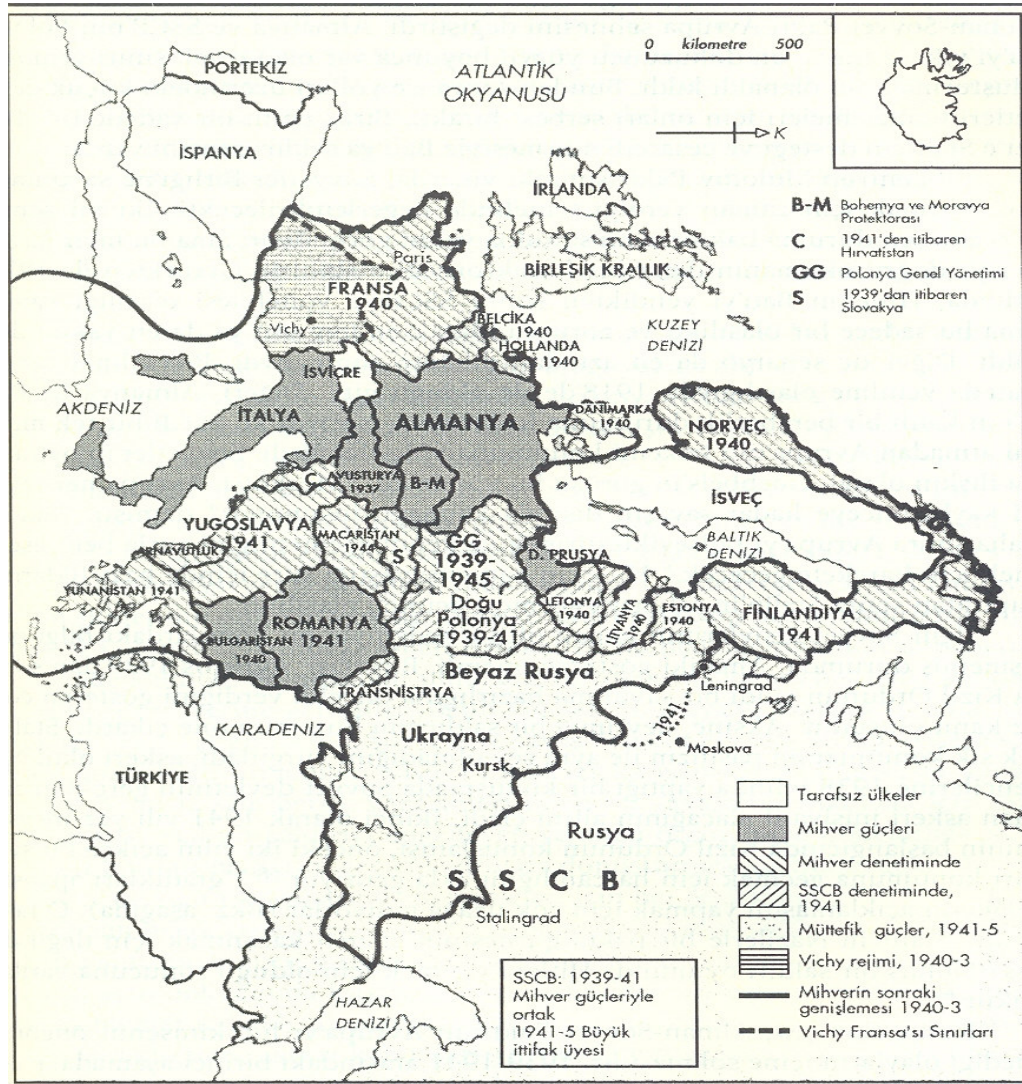 0 kilometre 500
K
PORTEKİZ
ATLANTİK
OKYANUSU
İSPANYA
İRLANDA
BİRLEŞİK KRALLIK
Paris
FRANSA
1940
Vichy
BELÇİKA
1940
HOLLANDA
1940
KUZEY
DENİZİ
İSVİÇRE
AKDENİZ
İTALYA
ALMANYA
DANİMARKA
1940
NORVEÇ
1940
İSVEÇ
BALTIK
DENİZİ
C
AVUSTURYA
1937
B-M
YUGOSLAVYA
1941
MACARİSTAN
1944
S
GG
1939-
1945
D. PRUSYA
ARNAVUTLUK
YUNANİSTAN 1941
BULGARİSTAN
1940
ROMANYA
1941
Doğu
Polonya
1939-41
LETONYA
1940
LİTVANYA
1940
ESTONYA
1940
FİNLANDİYA
1941
Beyaz Rusya
TRANSNİSTRYA
Leningrad
1941
Moskova
KARADENİZ
Ukrayna
Kursk
TÜRKİYE
Rusya
S S C B
Stalingrad
HAZAR
DENİZİ
B-M Bohemya ve Moravya
Protektorası
C 1941'den itibaren
Hırvatistan
GG Polonya Genel Yönetimi
S 1939'dan itibaren
Slovakya
Tarafsız ülkeler
Mihver güçleri
Mihver denetiminde
SSCB denetiminde,
1941
Müttefik güçler, 1941-5
Vichy rejimi, 1940-3
Mihverin sonraki
genişlemesi 1940-3
Vichy Fransa'sı Sınırları
SSCB: 1939-41
Mihver güçleriyle
ortak
1941-5 Büyük
ittifak üyesi